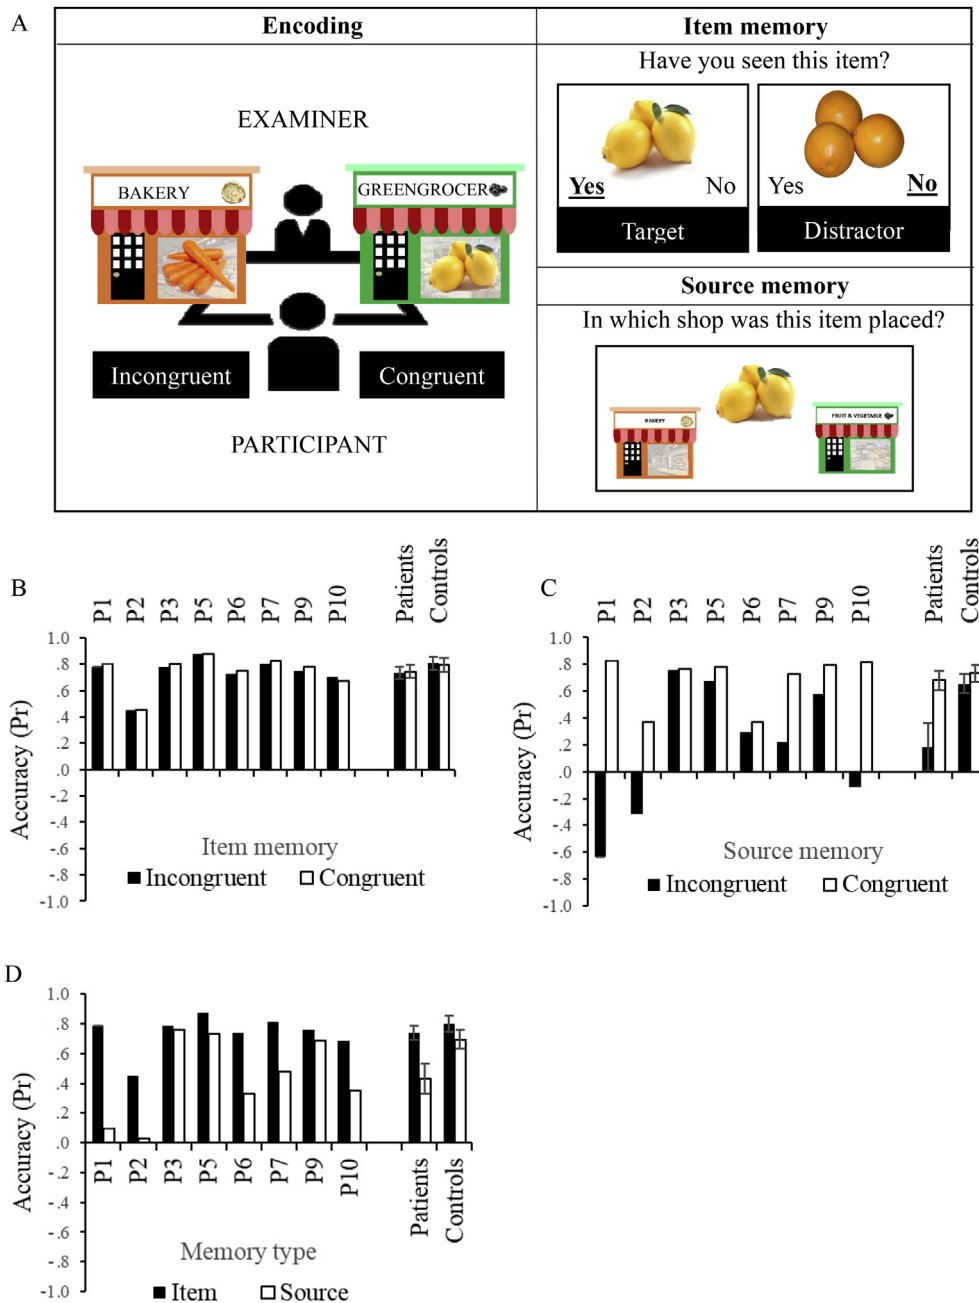 A
Encoding
EXAMINER
BAKERY
GREENGROCER
Incongruent
Congruent
PARTICIPANT
Item memory
Have you seen this item?
Yes No
Target
Yes No
Distractor
Source memory
In which shop was this item placed?
BAKERY
FRUIT & VEGETABLE
B
P1 P2 P3 P5 P6 P7 P9 P10 Patients Controls
Accuracy (Pr)
1.0
.8
.6
.4
.2
.0
-.2
-.4
-.6
-.8
-1.0
Item memory
Incongruent Congruent
C
P1 P2 P3 P5 P6 P7 P9 P10 Patients Controls
Accuracy (Pr)
1.0
.8
.6
.4
.2
.0
-.2
-.4
-.6
-.8
-1.0
Source memory
Incongruent Congruent
D
Accuracy (Pr)
1.0
.8
.6
.4
.2
.0
-.2
-.4
-.6
-.8
-1.0
P1 P2 P3 P5 P6 P7 P9 P10 Patients Controls
Memory type
Item Source